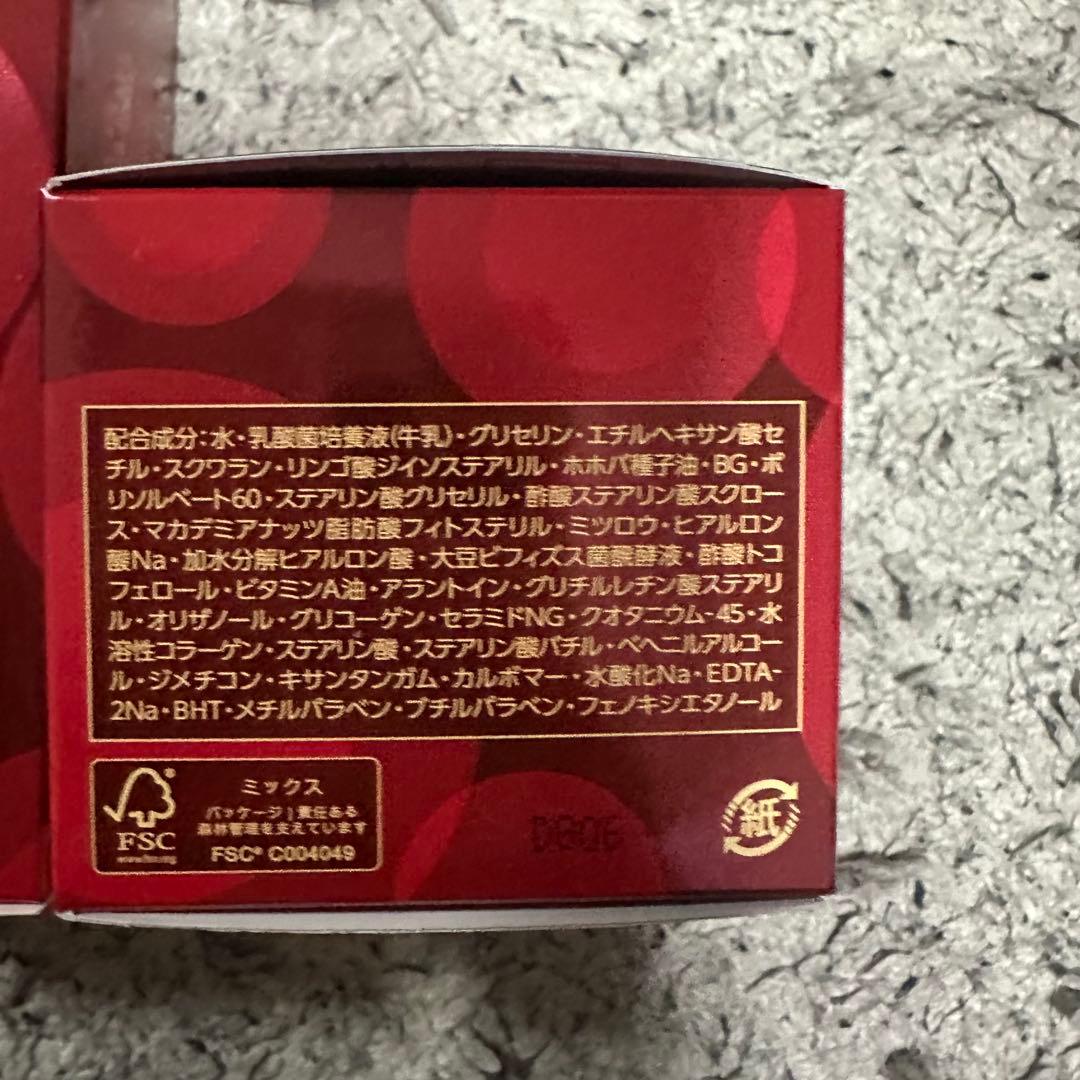 配合成分：水・乳酸菌培養液(牛乳)・グリセリン・エチルヘキサン酸セ
チル・スクワラン・リンゴ酸ジイソステアリル・ホホバ種子油・BG・ポ
リソルベート60・ステアリン酸グリセリル・酢酸ステアリン酸スクロー
ス・マカデミアナッツ脂肪酸フィトステリル・ミツロウ・ヒアルロン
酸Na・加水分解ヒアルロン酸・大豆ビフィズス菌醗酵液・酢酸トコ
フェロール・ビタミンA油・アラントイン・グリチルレチン酸ステアリ
ル・オリザノール・グリコーゲン・セラミドNG・クオタニウム-45・水
溶性コラーゲン・ステアリン酸・ステアリン酸バチル・ベヘニルアルコー
ル・ジメチコン・キサンタンガム・カルボマー・水酸化Na・EDTA-
2Na・BHT・メチルパラベン・ブチルパラベン・フェノキシエタノール
FSC®
www.fsc.org
ミックス
パッケージ | 責任ある
森林管理を支えています
FSC® C004049
紙